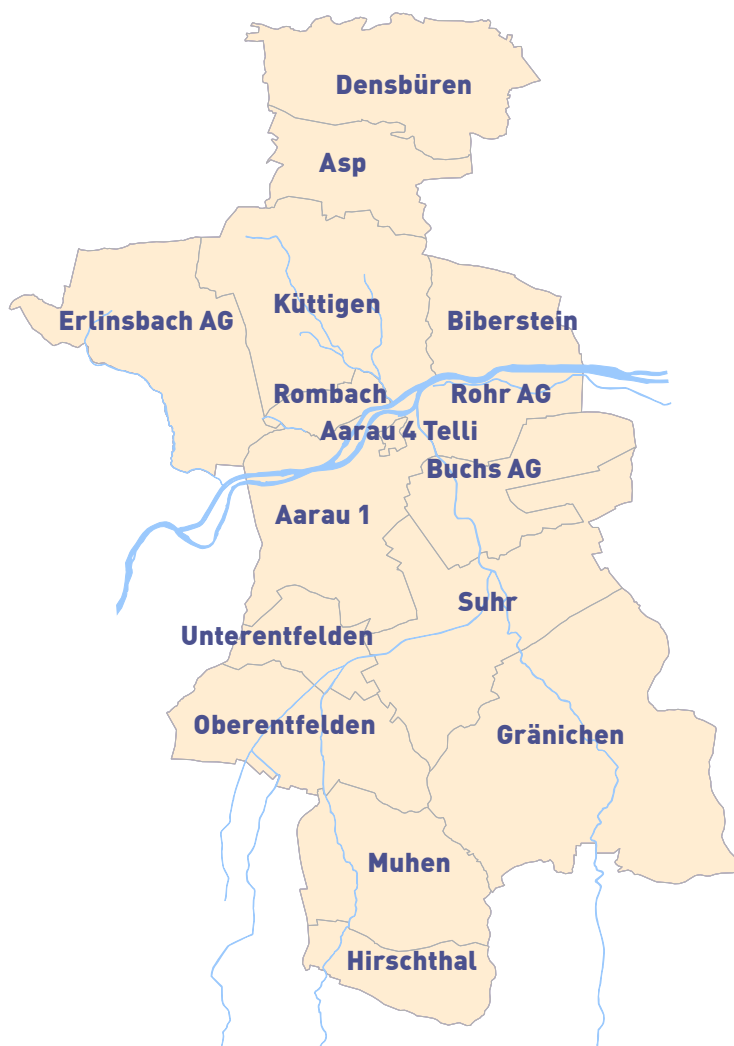 Densbüren
Asp
Küttigen
Erlinsbach AG
Biberstein
Rombach
Rohr AG
Aarau 4 Telli
Buchs AG
Aarau 1
Suhr
Unterentfelden
Oberentfelden
Gränichen
Muhen
Hirschthal